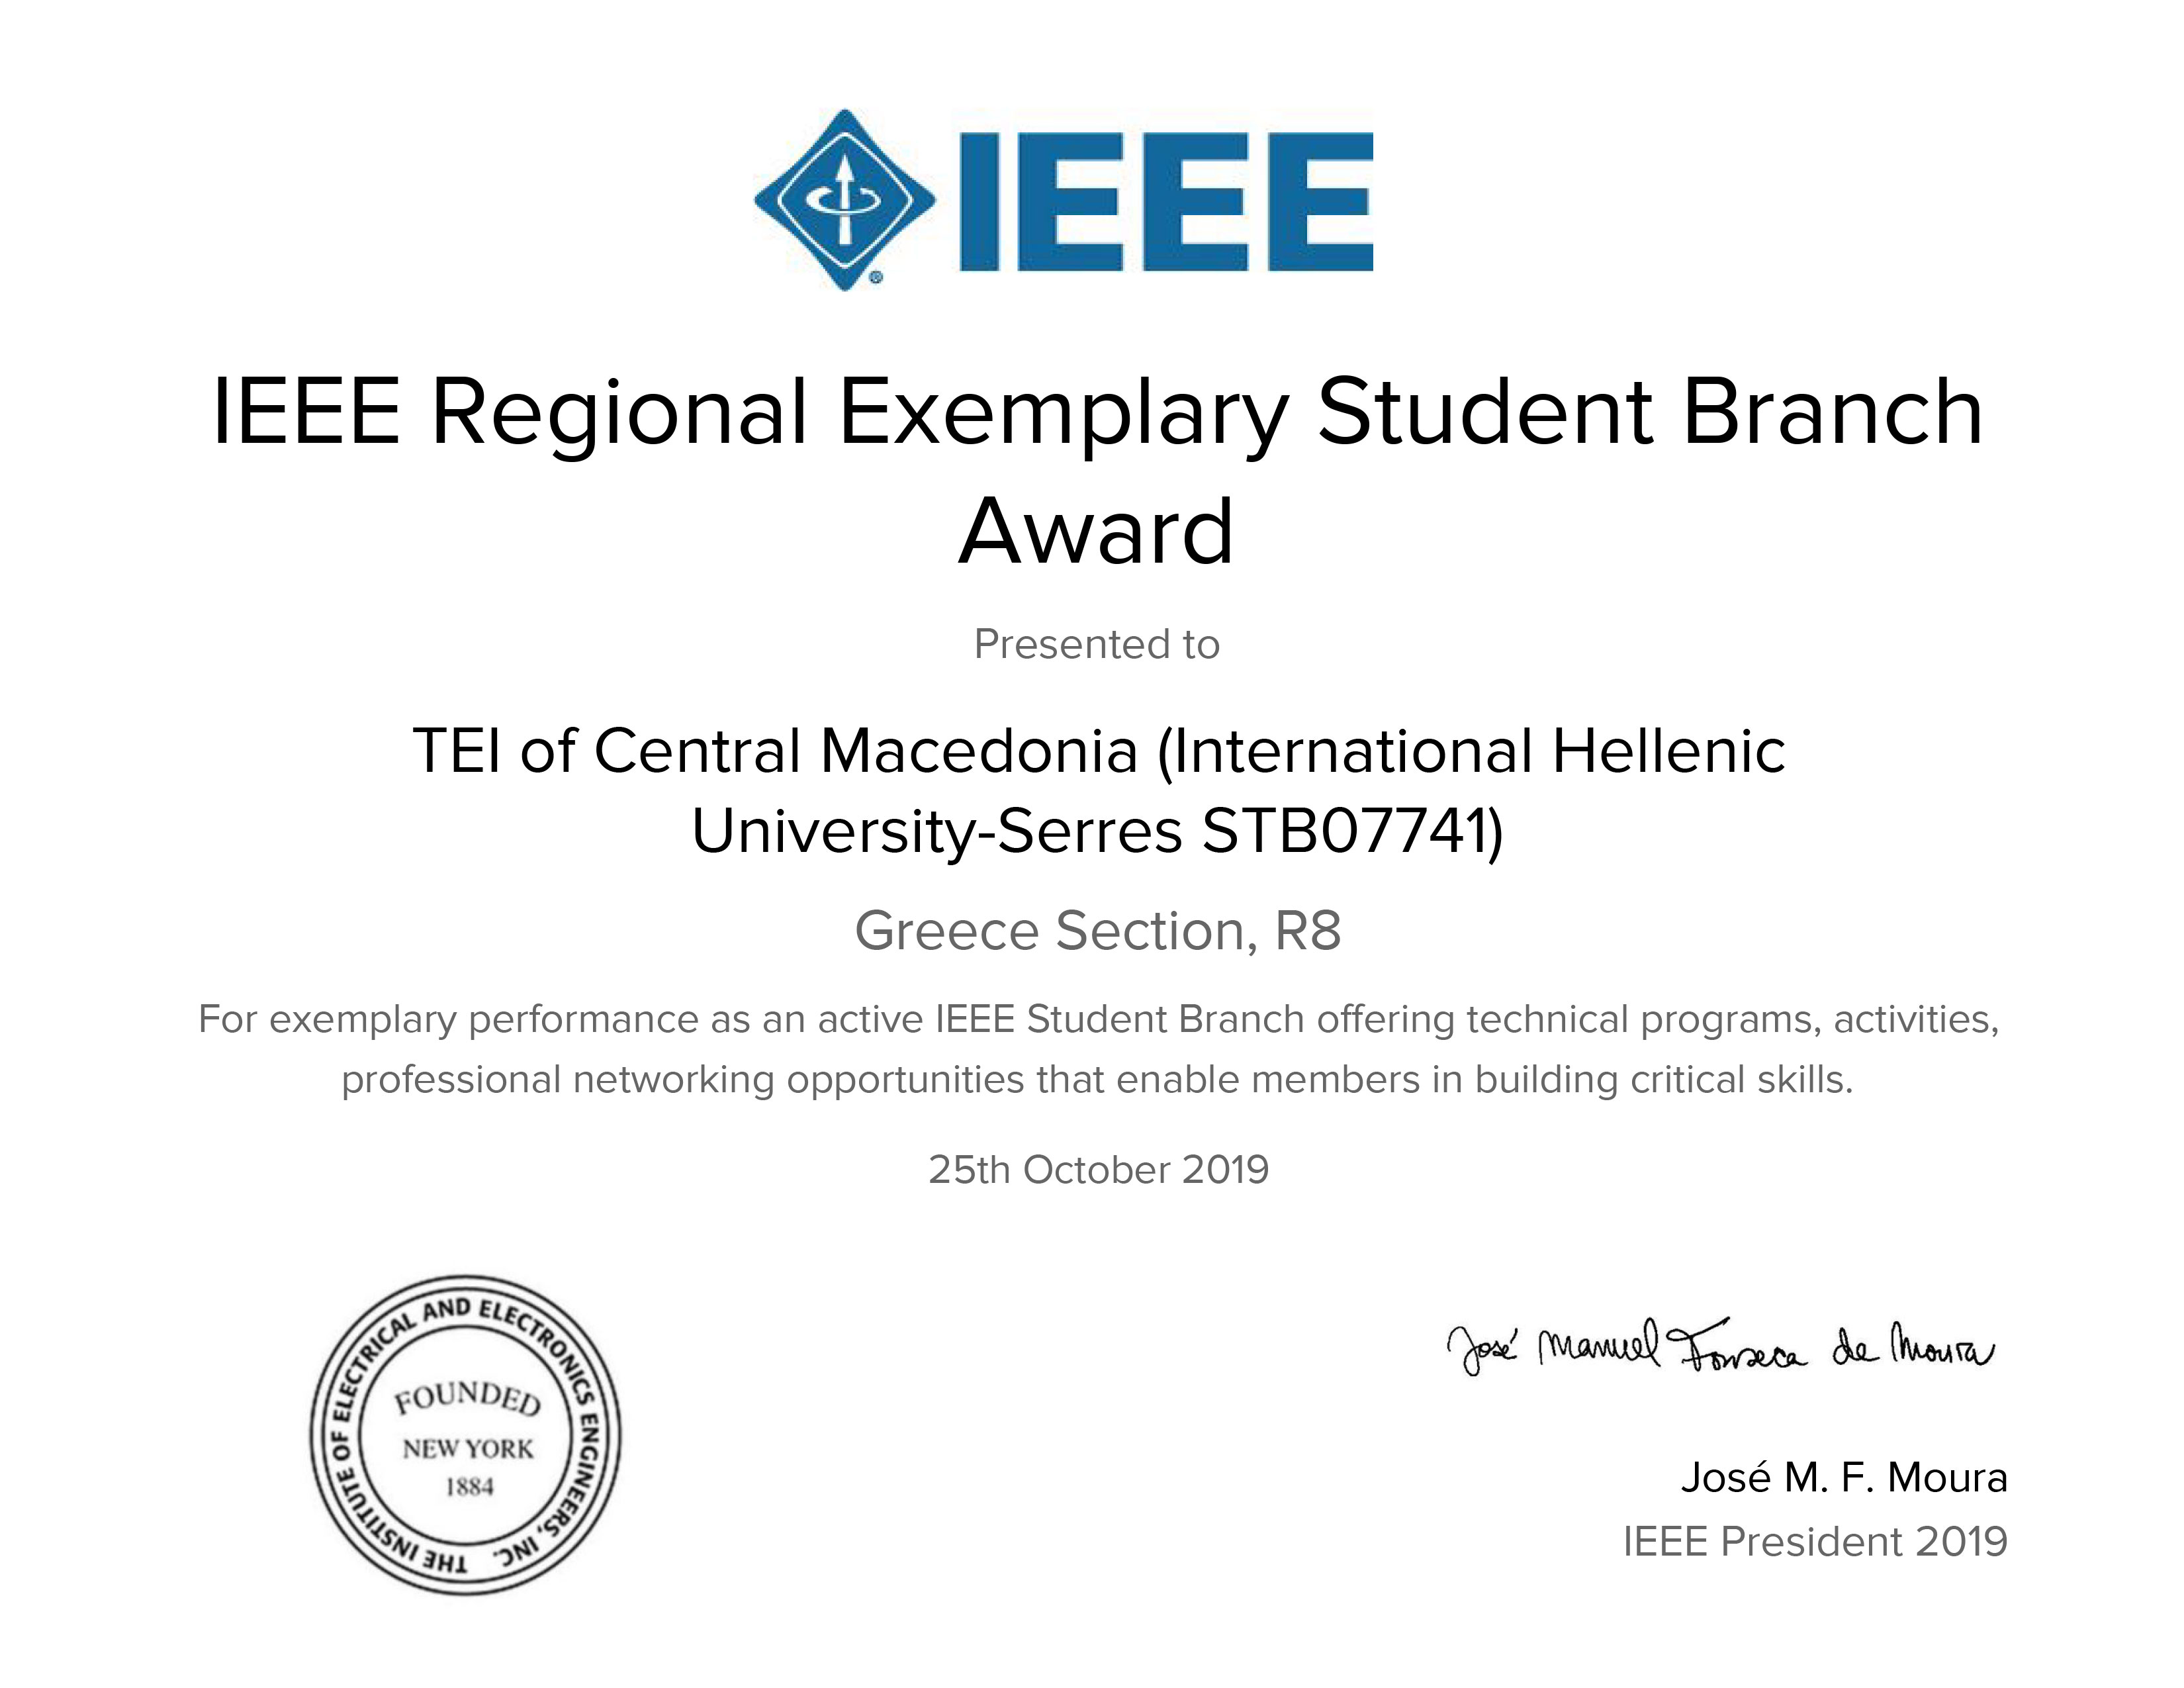 IEEE
IEEE Regional Exemplary Student Branch
Award
Presented to
TEI of Central Macedonia (International Hellenic
University-Serres STB07741)
Greece Section, R8
For exemplary performance as an active IEEE Student Branch offering technical programs, activities,
professional networking opportunities that enable members in building critical skills.
25th October 2019
THE INSTITUTE OF ELECTRICAL AND ELECTRONICS ENGINEERS, INC.
FOUNDED
NEW YORK
1884
José Manuel Fonseca de Moura
José M. F. Moura
IEEE President 2019